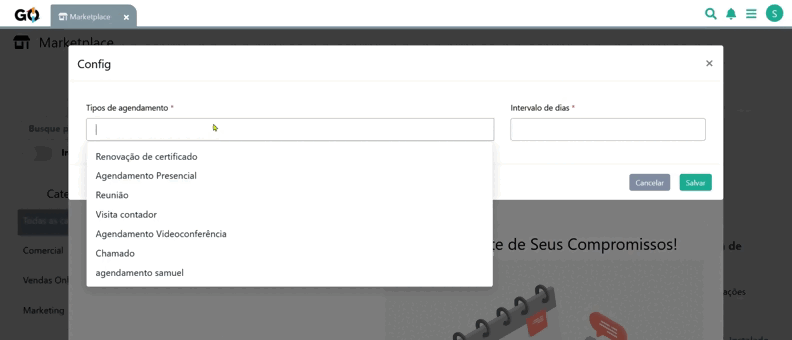 GO
Marketplace
S
Marketplace
Config
Tipos de agendamento *
Intervalo de dias *
Busque p
Renovação de certificado
Agendamento Presencial
Reunião
Visita contador
Agendamento Videoconferência
Chamado
agendamento samuel
Cancelar
Salvar
Cate
Todas as ca
Comercial
Vendas Onl
Marketing
te de Seus Compromissos!
de
ações